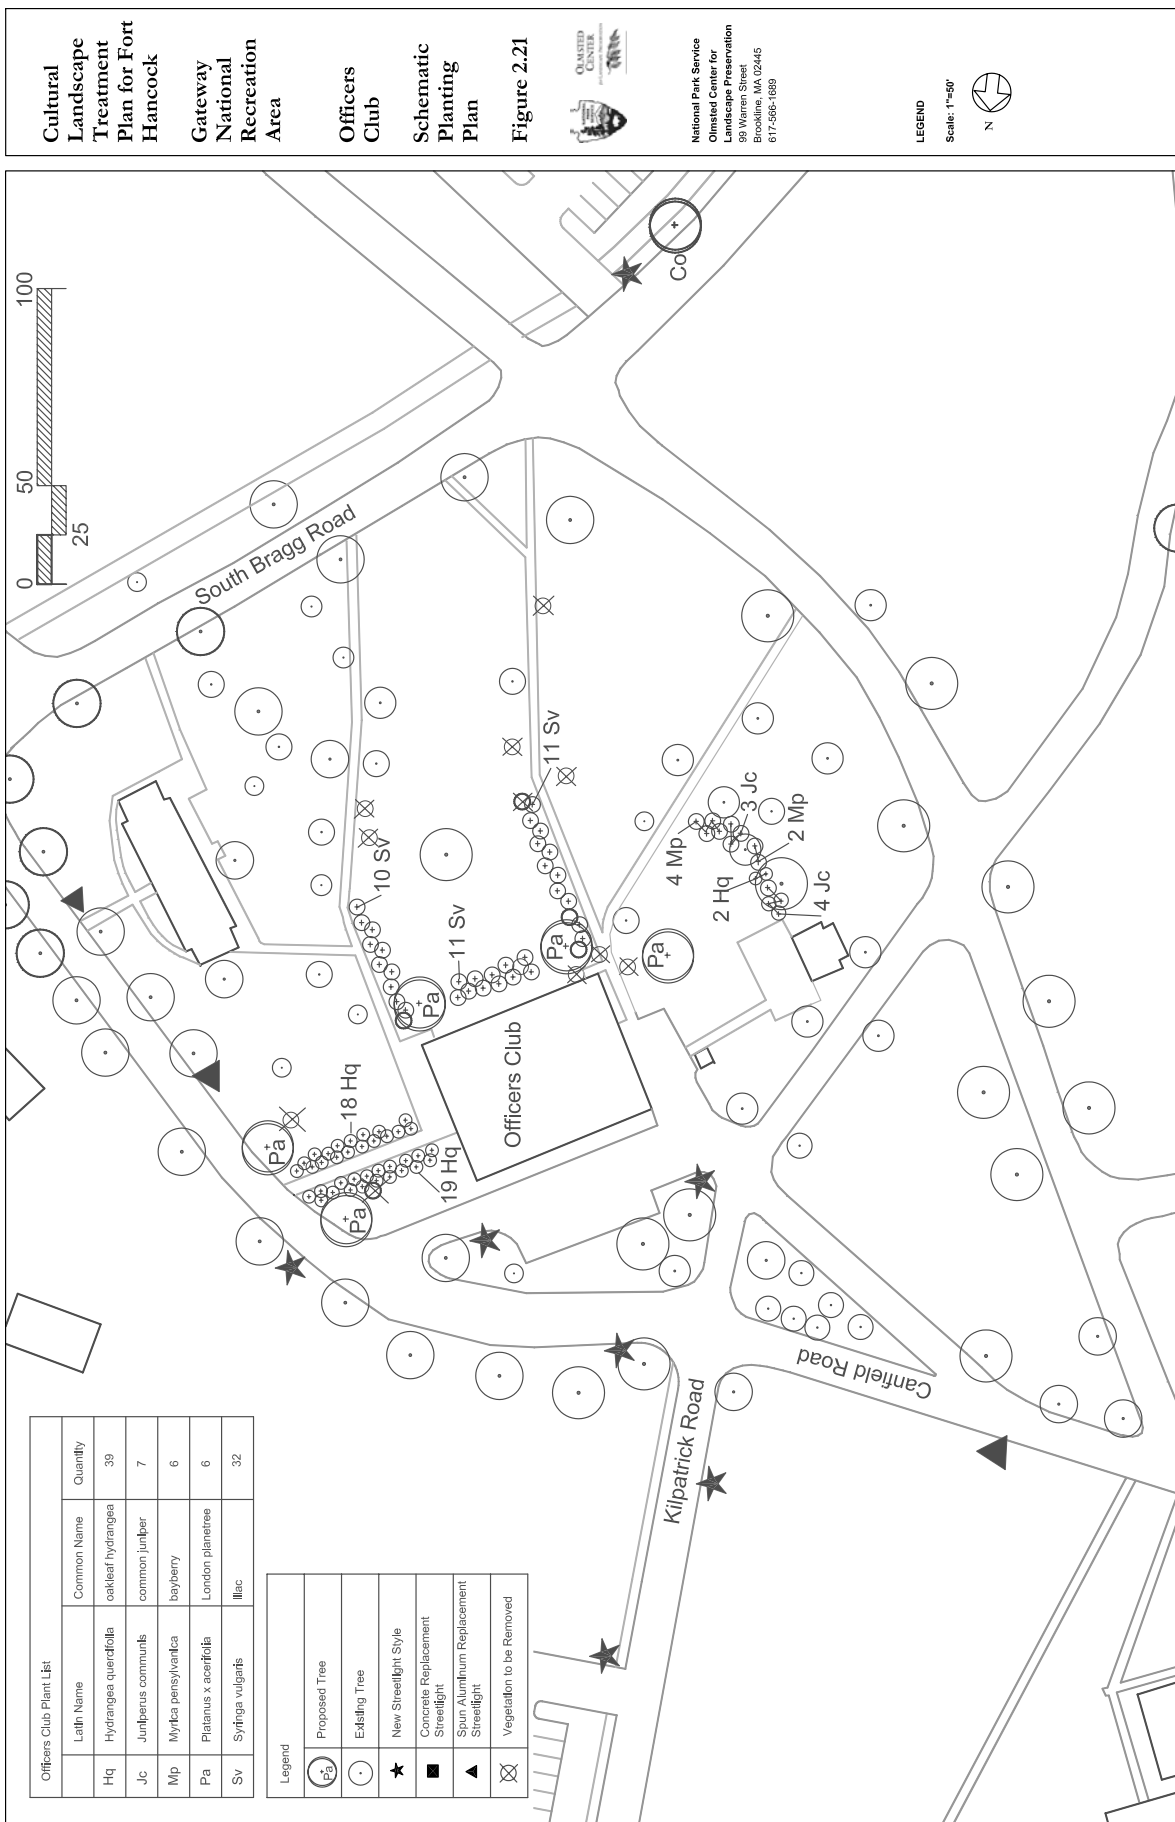 Cultural
Landscape
Treatment
Plan for Fort
Hancock
Gateway
National
Recreation
Area
Officers
Club
Schematic
Planting
Plan
Figure 2.21
OLMSTED
CENTER
National Park Service
Olmsted Center for
Landscape Preservation
99 Warren Street
Brookline, MA 02445
617-566-1689
LEGEND
Scale: 1"=50'
N
0
25
50
100
South Bragg Road
Co
10 Sv
11 Sv
11 Sv
Pa
Pa
Pa
4 Mp
3 Jc
2 Mp
2 Hq
4 Jc
Officers Club
18 Hq
19 Hq
Pa
Pa
Canfield Road
Kilpatrick Road
Officers Club Plant List
Latin Name Common Name Quantity
Hq Hydrangea quercifolia oakleaf hydrangea 39
Jc Juniperus communis common juniper 7
Mp Myrica pensylvanica bayberry 6
Pa Platanus x acerifolia London planetree 6
Sv Syringa vulgaris lilac 32
Legend
Pa Proposed Tree
Existing Tree
New Streetlight Style
Concrete Replacement
Streetlight
Spun Aluminum Replacement
Streetlight
Vegetation to be Removed